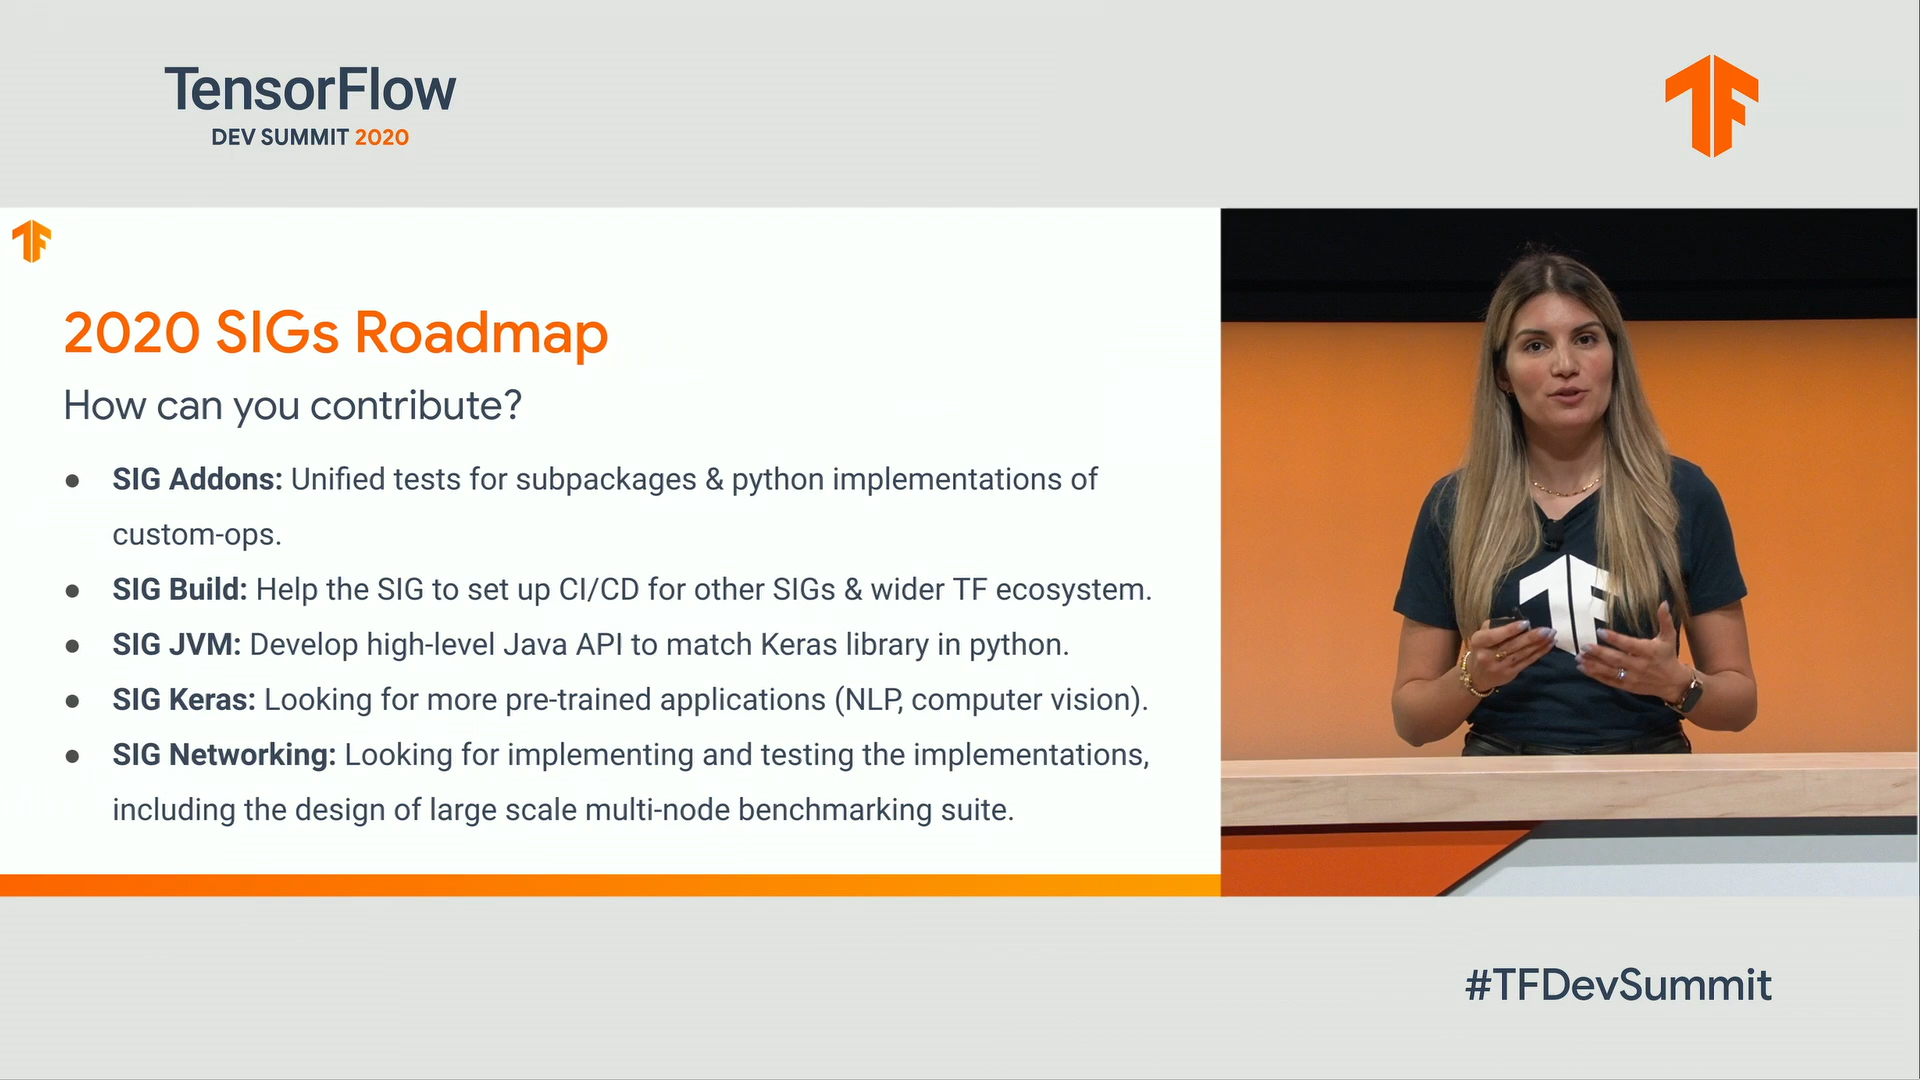 TensorFlow
DEV SUMMIT 2020
2020 SIGs Roadmap
How can you contribute?
● SIG Addons: Unified tests for subpackages & python implementations of
custom-ops.
● SIG Build: Help the SIG to set up CI/CD for other SIGs & wider TF ecosystem.
● SIG JVM: Develop high-level Java API to match Keras library in python.
● SIG Keras: Looking for more pre-trained applications (NLP, computer vision).
● SIG Networking: Looking for implementing and testing the implementations,
including the design of large scale multi-node benchmarking suite.
#TFDevSummit